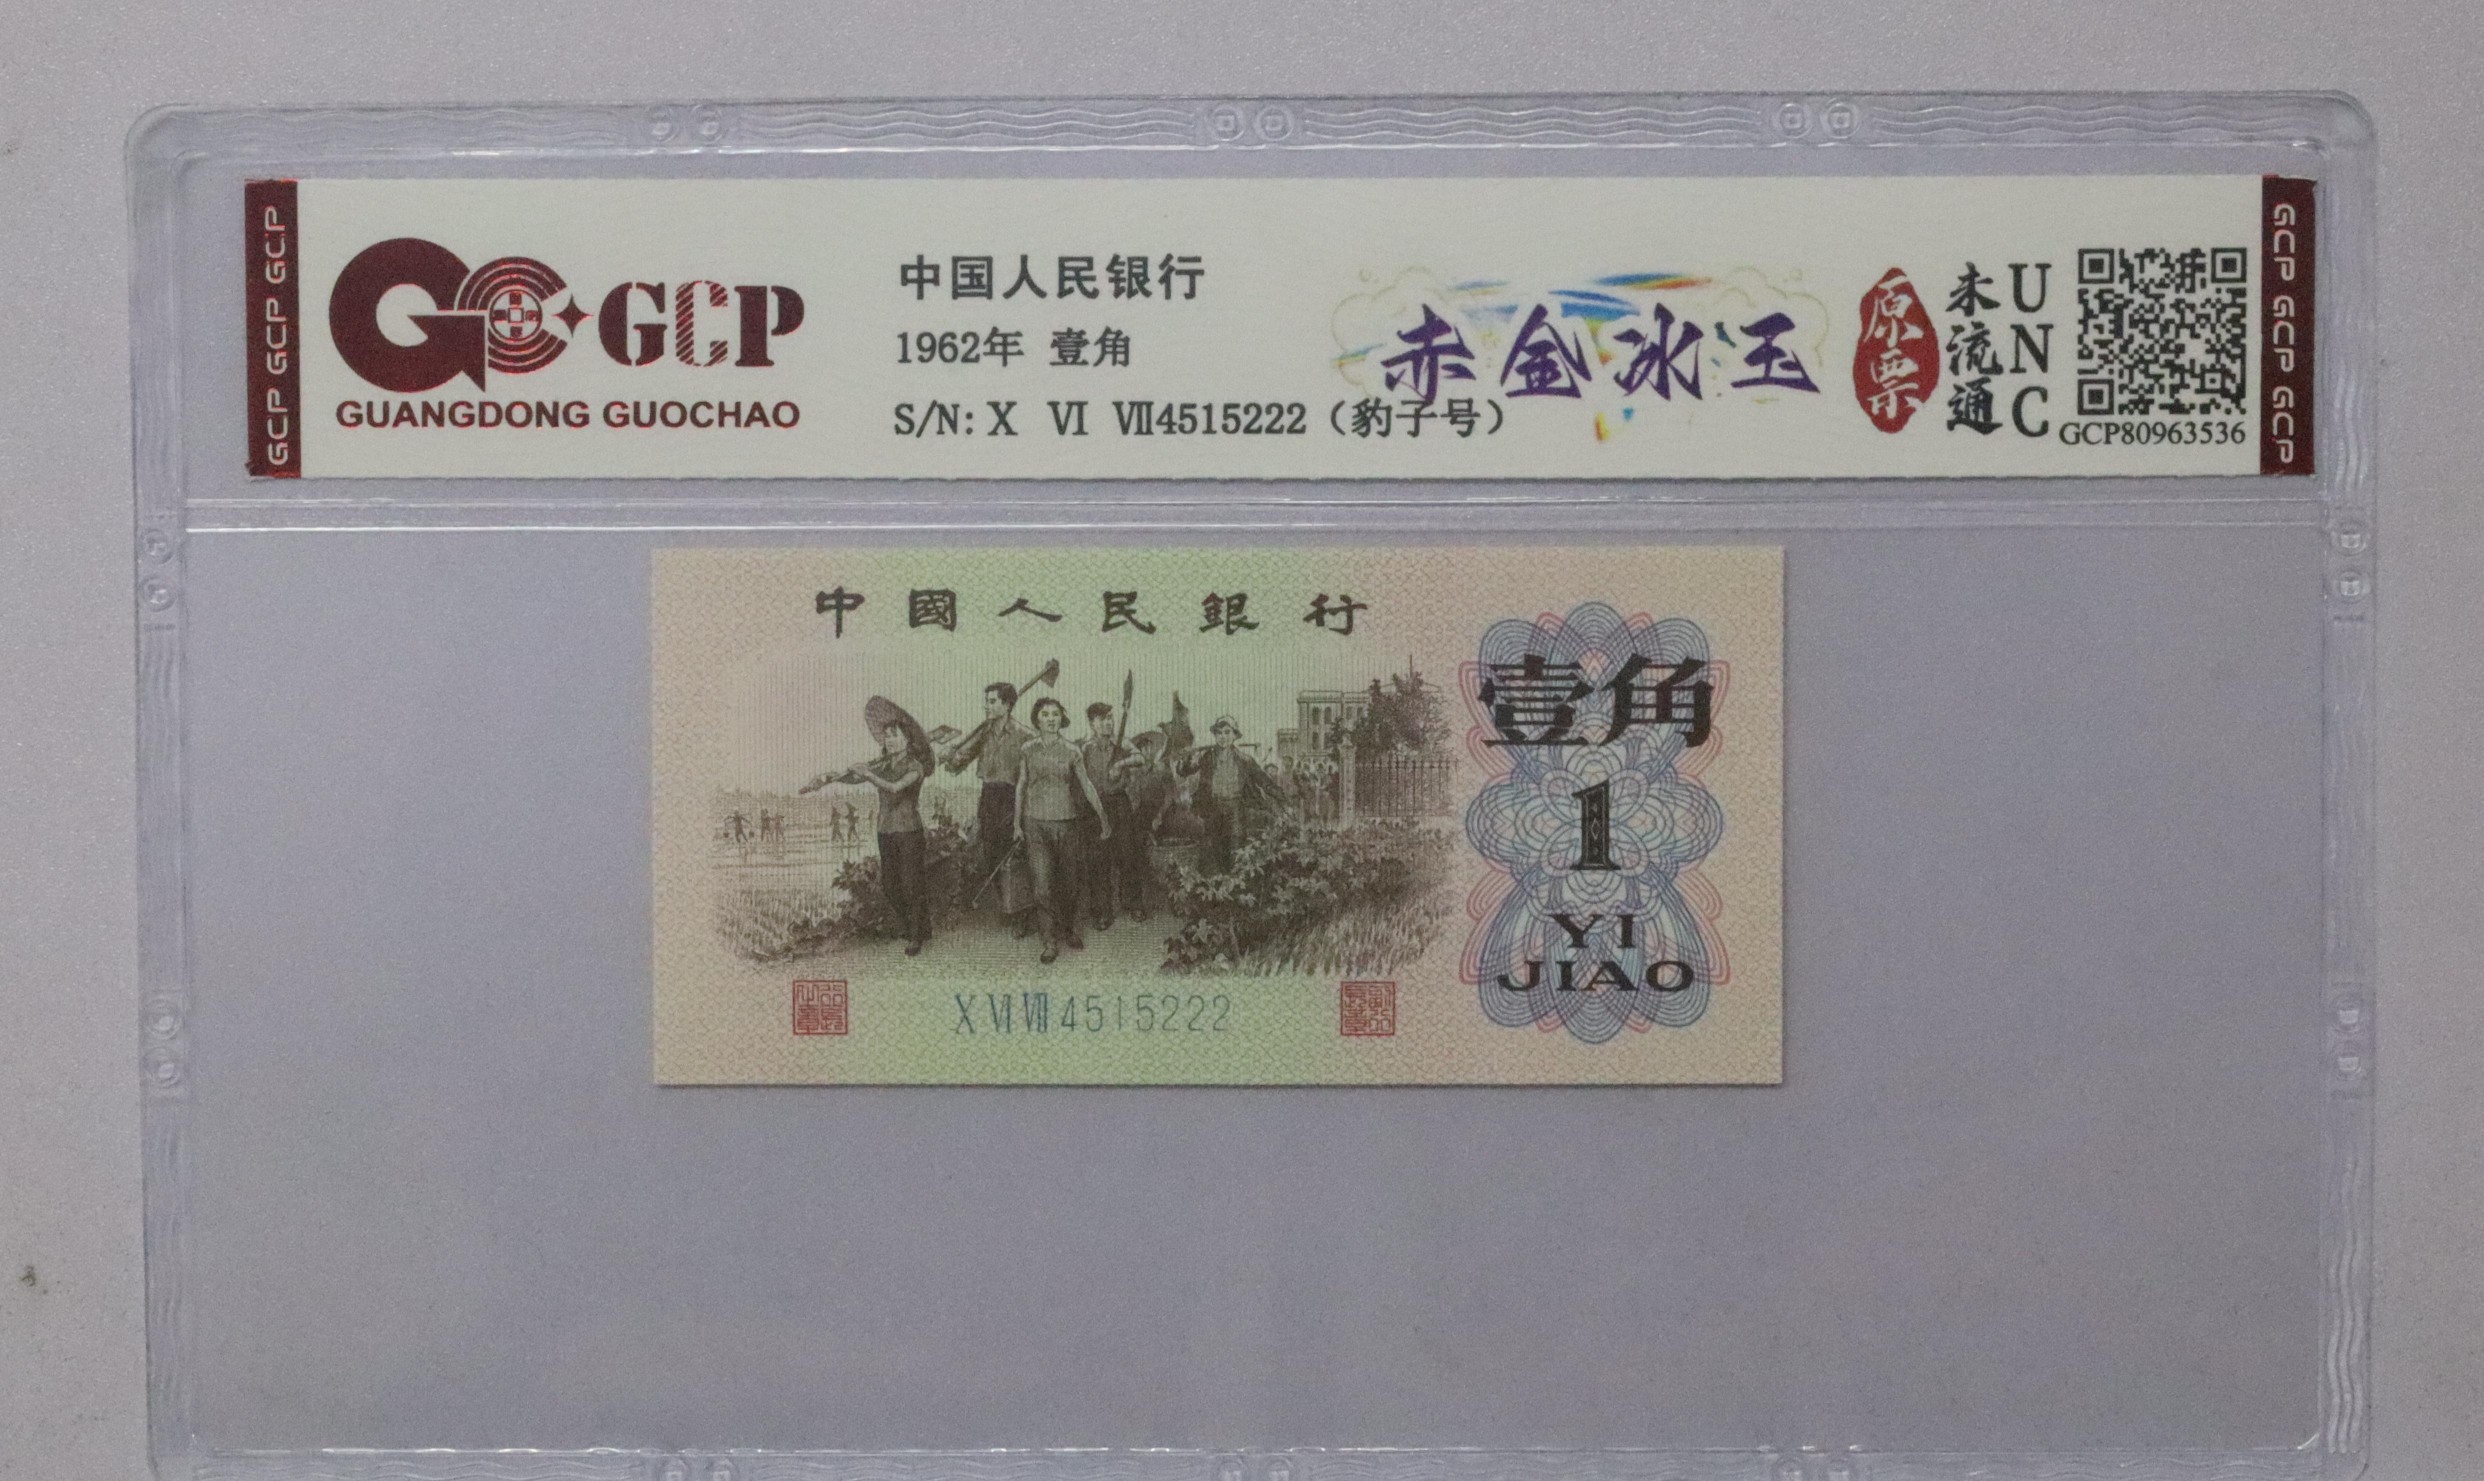 GCP GCP GCP
GCP
GUANGDONG GUOCHAO
中国人民银行
1962年 壹角
S/N: X Ⅵ Ⅶ4515222（豹子号）
赤金冰玉
原票
未流通
UNC
GCP80963536
GCP GCP GCP
中國人民銀行
壹角
1
YI
JIAO
X Ⅵ Ⅶ 4515222